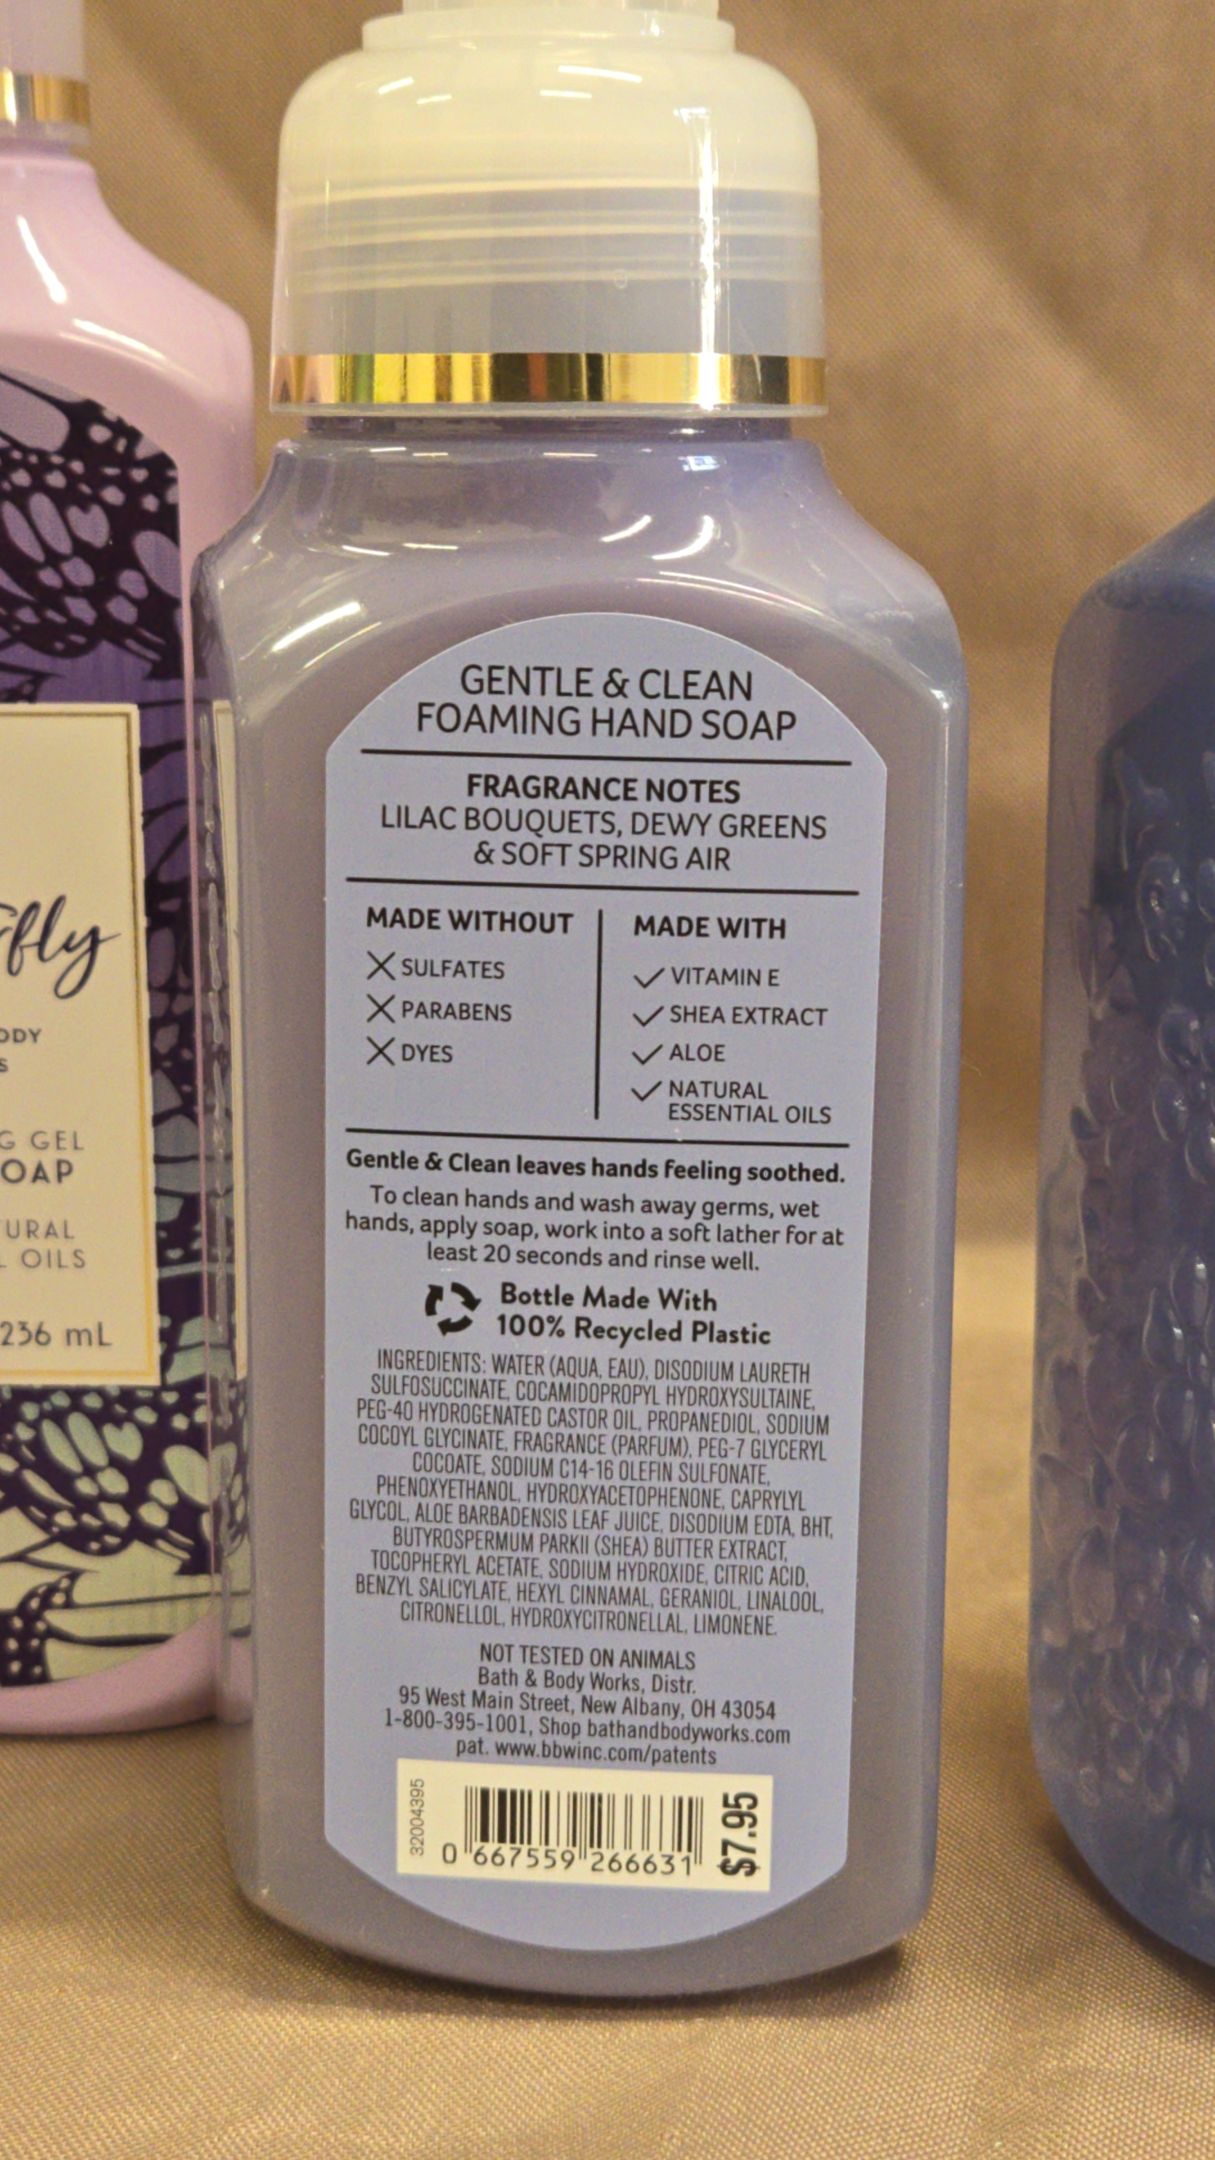 fly
ODY
S
G GEL
OAP
TURAL
L OILS
236 mL
GENTLE & CLEAN
FOAMING HAND SOAP
FRAGRANCE NOTES
LILAC BOUQUETS, DEWY GREENS
& SOFT SPRING AIR
MADE WITHOUT
SULFATES
PARABENS
DYES
MADE WITH
VITAMIN E
SHEA EXTRACT
ALOE
NATURAL
ESSENTIAL OILS
Gentle & Clean leaves hands feeling soothed.
To clean hands and wash away germs, wet
hands, apply soap, work into a soft lather for at
least 20 seconds and rinse well.
Bottle Made With
100% Recycled Plastic
INGREDIENTS: WATER (AQUA, EAU), DISODIUM LAURETH
SULFOSUCCINATE, COCAMIDOPROPYL HYDROXYSULTAINE,
PEG-40 HYDROGENATED CASTOR OIL, PROPANEDIOL, SODIUM
COCOYL GLYCINATE, FRAGRANCE (PARFUM), PEG-7 GLYCERYL
COCOATE, SODIUM C14-16 OLEFIN SULFONATE,
PHENOXYETHANOL, HYDROXYACETOPHENONE, CAPRYLYL
GLYCOL, ALOE BARBADENSIS LEAF JUICE, DISODIUM EDTA, BHT,
BUTYROSPERMUM PARKII (SHEA) BUTTER EXTRACT,
TOCOPHERYL ACETATE, SODIUM HYDROXIDE, CITRIC ACID,
BENZYL SALICYLATE, HEXYL CINNAMAL, GERANIOL, LINALOOL,
CITRONELLOL, HYDROXYCITRONELLAL, LIMONENE.
NOT TESTED ON ANIMALS
Bath & Body Works, Distr.
95 West Main Street, New Albany, OH 43054
1-800-395-1001, Shop bathandbodyworks.com
pat. www.bbwinc.com/patents
32004395
0 667559 266631
$7.95